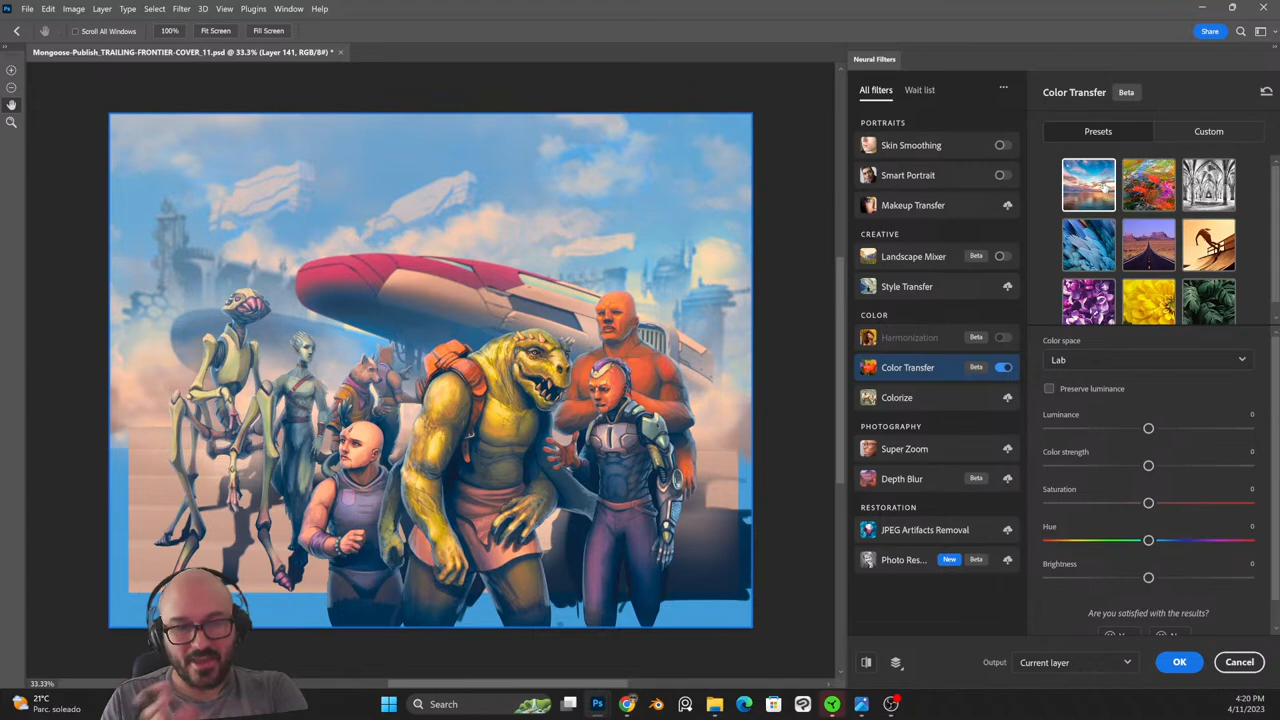 File Edit Image Layer Type Select Filter 3D View Plugins Window Help
Scroll All Windows 100% Fit Screen Fill Screen Share
Mongoose-Publish_TRAILING-FRONTIER-COVER_11.psd @ 33.3% (Layer 141, RGB/8#) *
Neural Filters
All filters Wait list
PORTRAITS
Skin Smoothing
Smart Portrait
Makeup Transfer
CREATIVE
Landscape Mixer Beta
Style Transfer
COLOR
Harmonization Beta
Color Transfer Beta
Colorize
PHOTOGRAPHY
Super Zoom
Depth Blur Beta
RESTORATION
JPEG Artifacts Removal
Photo Res... New Beta
Color Transfer Beta
Presets Custom
Color space
Lab
Preserve luminance
Luminance 0
Color strength 0
Saturation 0
Hue 0
Brightness 0
Are you satisfied with the results?
Output Current layer OK Cancel
33.33%
21°C
Parc. soleado
Search
4:20 PM
4/11/2023